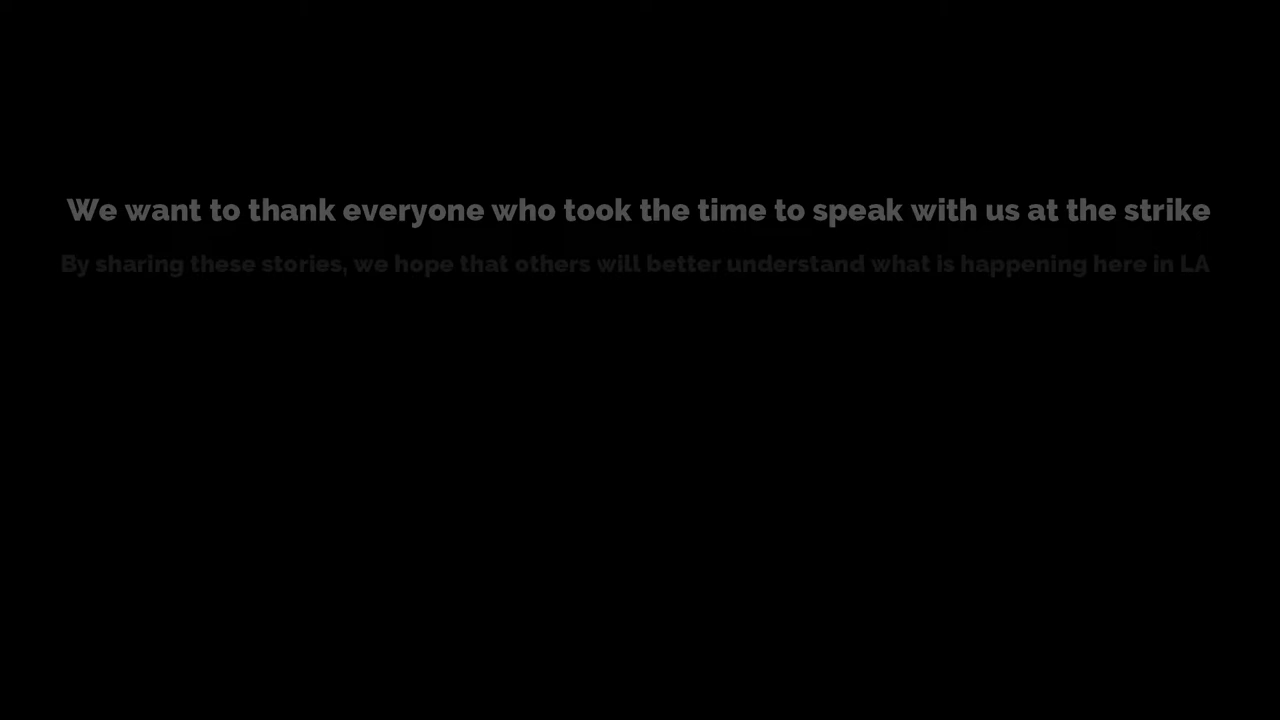 We want to thank everyone who took the time to speak with us at the strike
By sharing these stories, we hope that others will better understand what is happening here in LA